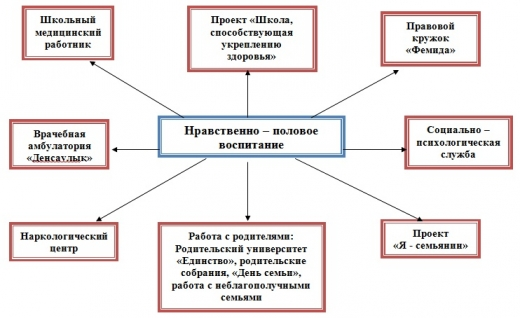 Школьный
медицинский
работник
Проект «Школа,
способствующая
укреплению
здоровья»
Правовой
кружок
«Фемида»
Врачебная
амбулатория
«Денсаулык»
Нравственно – половое
воспитание
Социально –
психологическая
служба
Наркологический
центр
Работа с родителями:
Родительский университет
«Единство», родительские
собрания, «День семьи»,
работа с неблагополучными
семьями
Проект
«Я - семьянин»